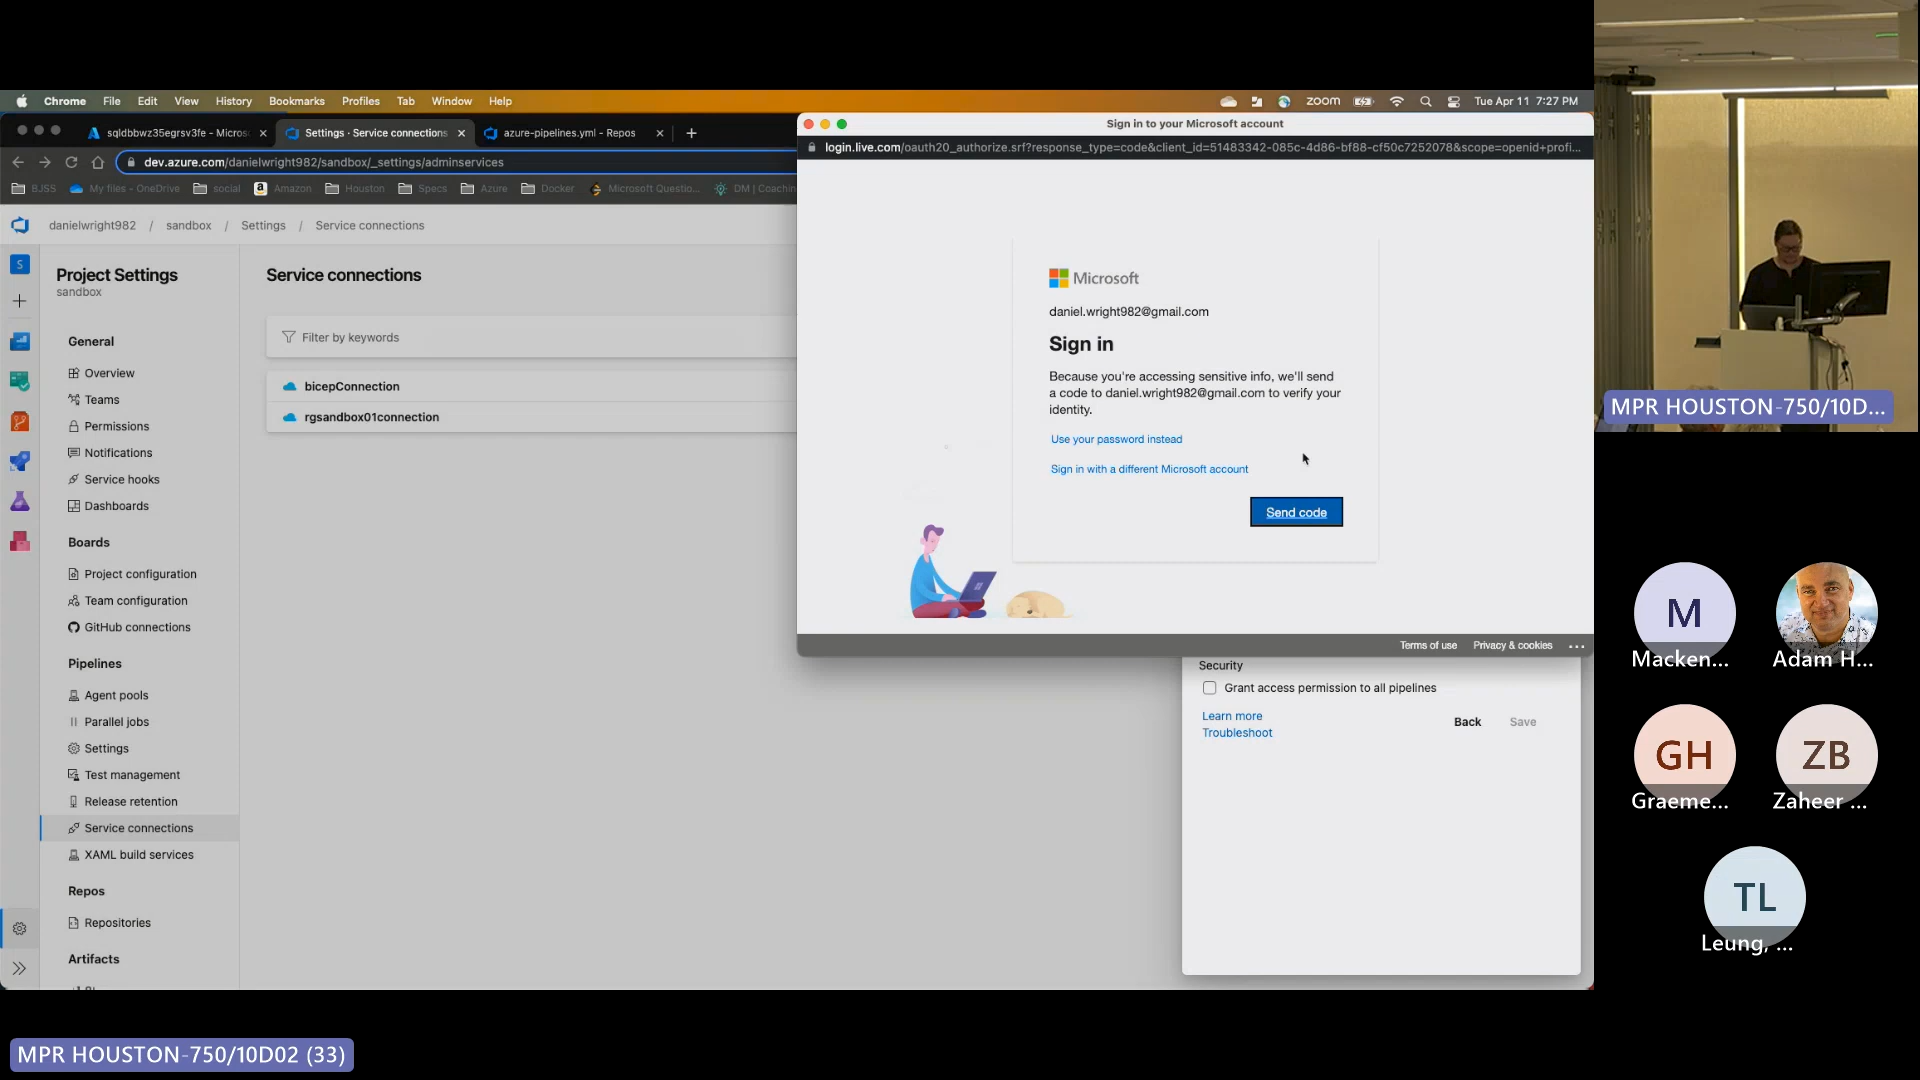 Chrome File Edit View History Bookmarks Profiles Tab Window Help
zoom Tue Apr 11 7:27 PM
sqldbbwz35egrsv3fe - Micros
Settings · Service connections
azure-pipelines.yml - Repos
dev.azure.com/danielwright982/sandbox/_settings/adminservices
BJSS My files - OneDrive social Amazon Houston Specs Azure Docker Microsoft Questio... DM | Coachin
danielwright982 / sandbox / Settings / Service connections
S
Project Settings
sandbox
General
Overview
Teams
Permissions
Notifications
Service hooks
Dashboards
Boards
Project configuration
Team configuration
GitHub connections
Pipelines
Agent pools
Parallel jobs
Settings
Test management
Release retention
Service connections
XAML build services
Repos
Repositories
Artifacts
Service connections
Filter by keywords
bicepConnection
rgsandbox01connection
Sign in to your Microsoft account
login.live.com/oauth20_authorize.srf?response_type=code&client_id=51483342-085c-4d86-bf88-cf50c7252078&scope=openid+profi...
Microsoft
daniel.wright982@gmail.com
Sign in
Because you're accessing sensitive info, we'll send
a code to daniel.wright982@gmail.com to verify your
identity.
Use your password instead
Sign in with a different Microsoft account
Send code
Terms of use Privacy & cookies ...
Security
Grant access permission to all pipelines
Learn more
Troubleshoot
Back Save
MPR HOUSTON-750/10D...
M
Macken...
Adam H...
GH
Graeme...
ZB
Zaheer ...
TL
Leung, ...
MPR HOUSTON-750/10D02 (33)